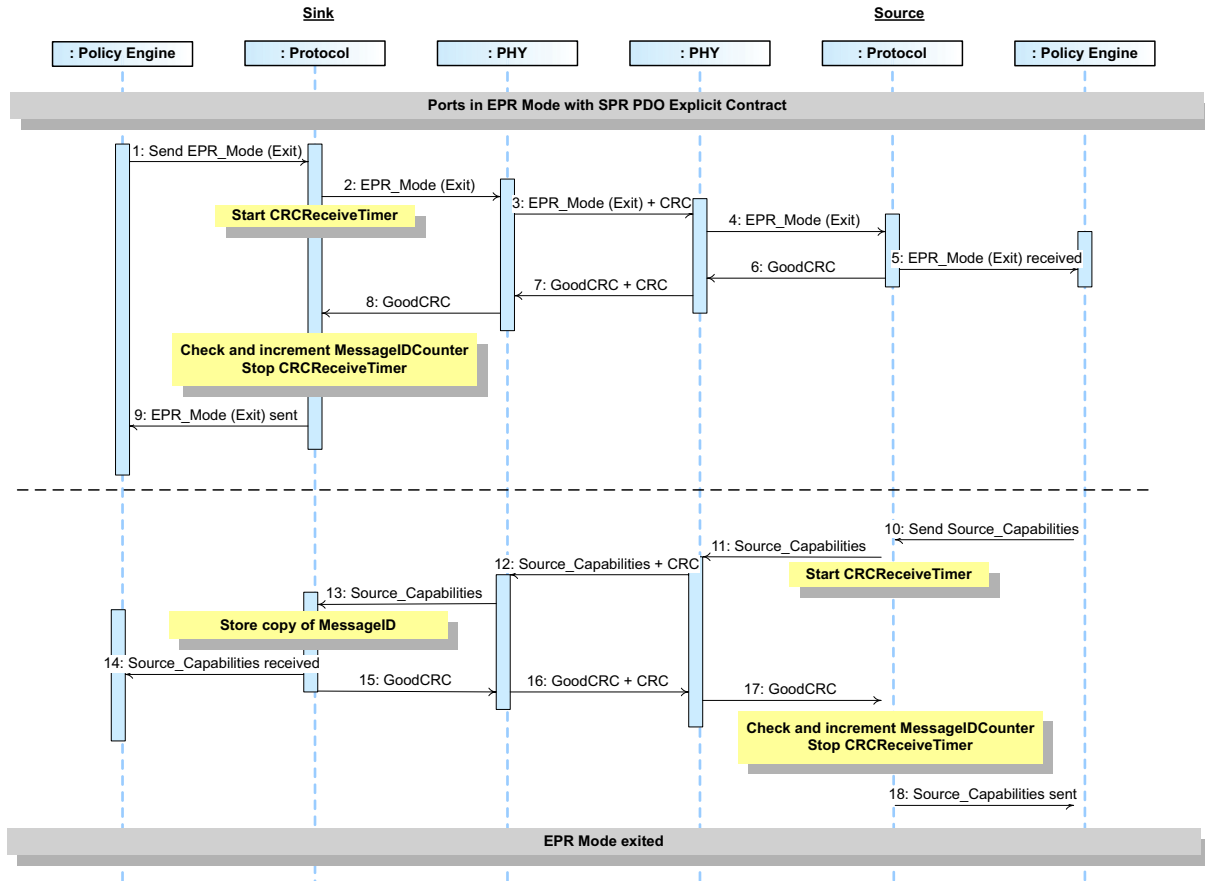 Sink
Source
: Policy Engine
: Protocol
: PHY
: PHY
: Protocol
: Policy Engine
Ports in EPR Mode with SPR PDO Explicit Contract
1: Send EPR_Mode (Exit)
2: EPR_Mode (Exit)
Start CRCReceiveTimer
3: EPR_Mode (Exit) + CRC
4: EPR_Mode (Exit)
5: EPR_Mode (Exit) received
6: GoodCRC
7: GoodCRC + CRC
8: GoodCRC
Check and increment MessageIDCounter
Stop CRCReceiveTimer
9: EPR_Mode (Exit) sent
10: Send Source_Capabilities
11: Source_Capabilities
Start CRCReceiveTimer
12: Source_Capabilities + CRC
13: Source_Capabilities
Store copy of MessageID
14: Source_Capabilities received
15: GoodCRC
16: GoodCRC + CRC
17: GoodCRC
Check and increment MessageIDCounter
Stop CRCReceiveTimer
18: Source_Capabilities sent
EPR Mode exited